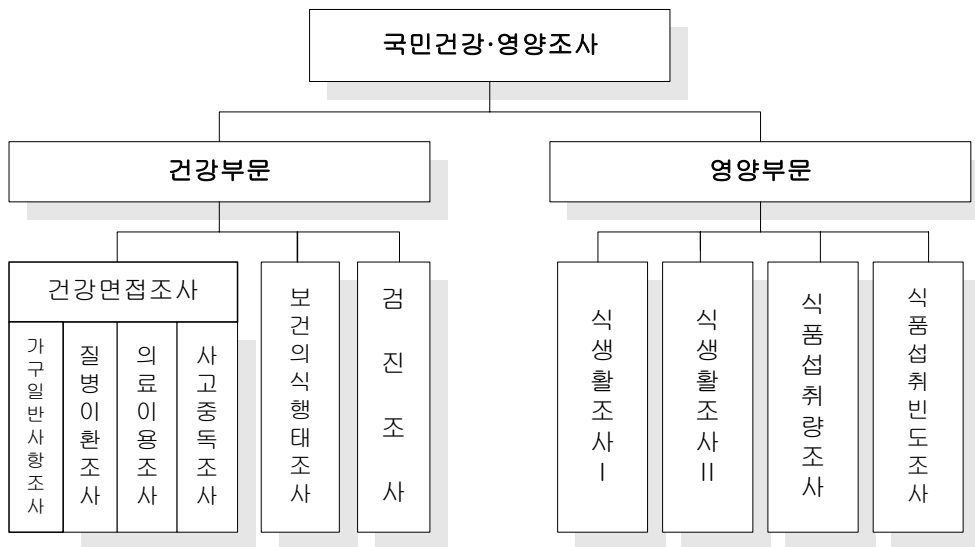 국민건강·영양조사
건강부문
영양부문
건강면접조사
가구일반사항조사
질병이환조사
의료이용조사
사고중독조사
보건의식행태조사
검진조사
식생활조사Ⅰ
식생활조사Ⅱ
식품섭취량조사
식품섭취빈도조사